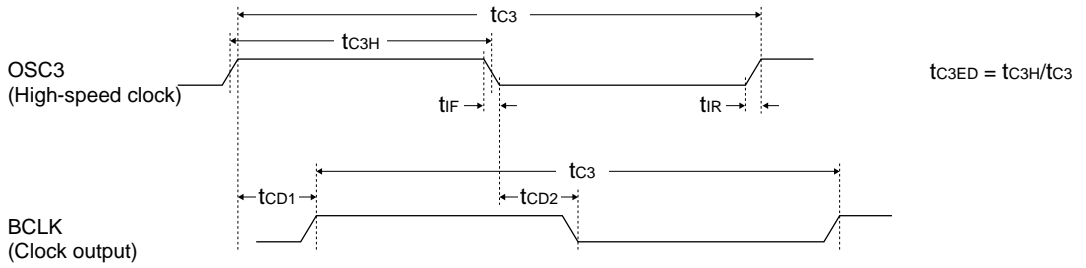 tC3
tC3H
OSC3
(High-speed clock)
tC3ED = tC3H/tC3
tIF
tIR
tC3
tCD1
tCD2
BCLK
(Clock output)